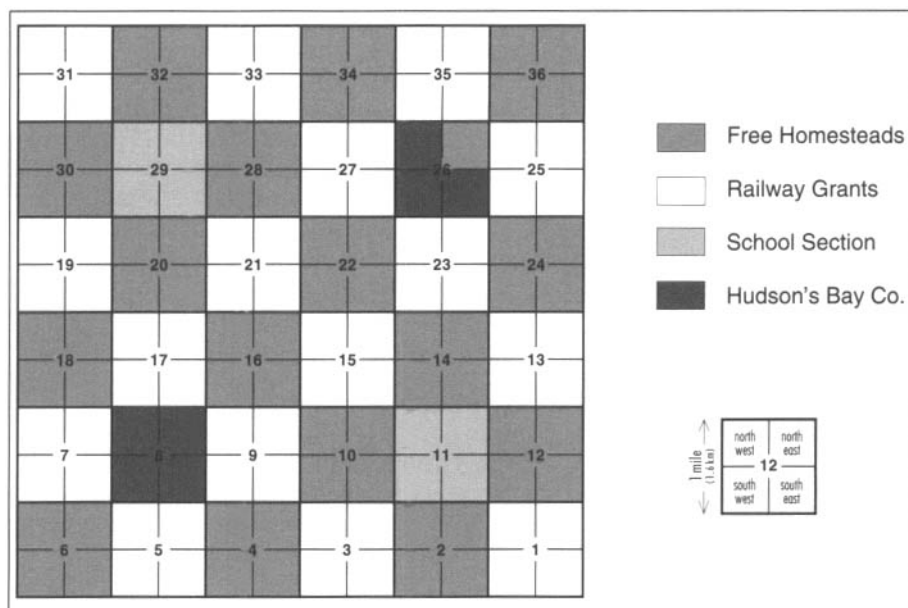 31 32 33 34 35 36
30 29 28 27 26 25
19 20 21 22 23 24
18 17 16 15 14 13
7 8 9 10 11 12
6 5 4 3 2 1
Free Homesteads
Railway Grants
School Section
Hudson's Bay Co.
1 mile
(1.6 km)
north
west
north
east
12
south
west
south
east